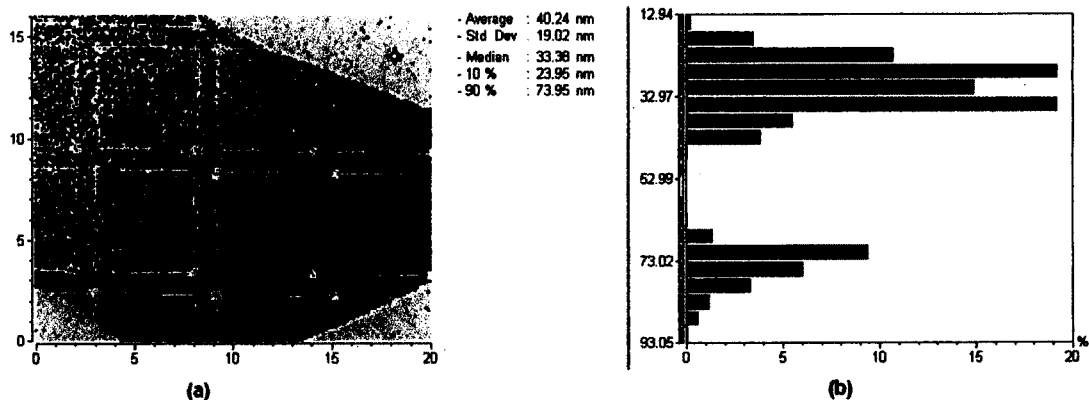 15
10
5
0
0 5 10 15 20
(a)
- Average : 40.24 nm
- Std Dev : 19.02 nm
- Median : 33.38 nm
- 10 % : 23.95 nm
- 90 % : 73.95 nm
12.94
32.97
52.99
73.02
93.05
0 5 10 15 20 %
(b)